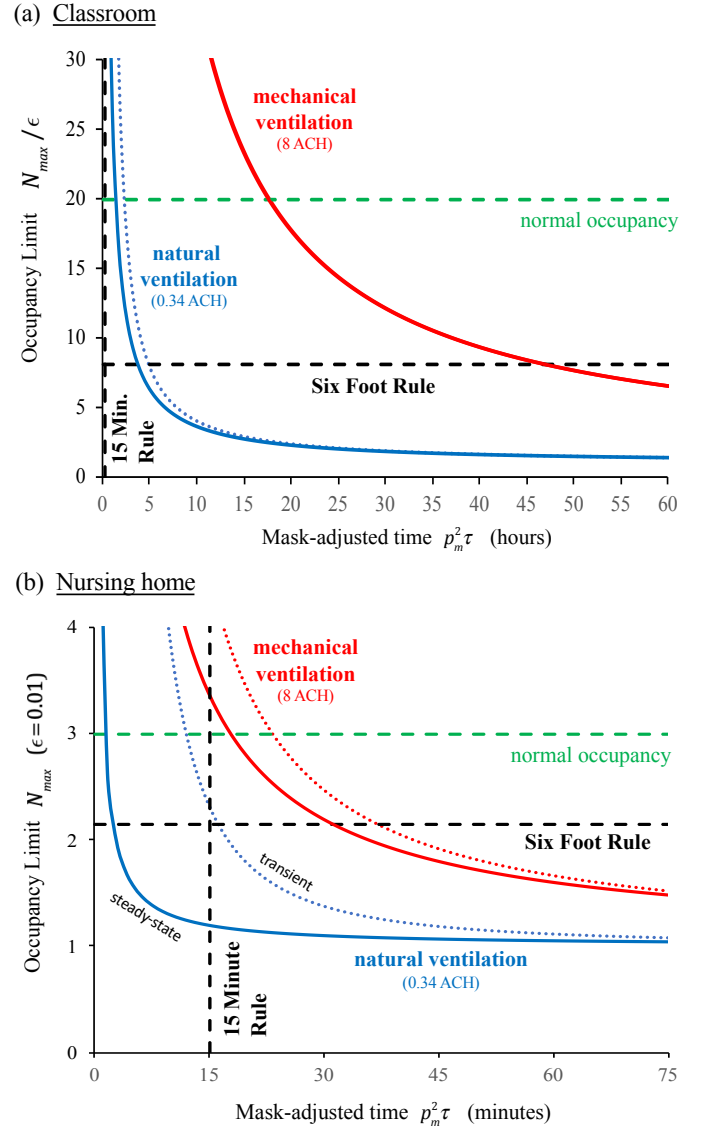 (a) Classroom
30
25
20
15
10
5
0
Occupancy Limit N_max / ϵ
mechanical
ventilation
(8 ACH)
normal occupancy
natural
ventilation
(0.34 ACH)
Six Foot Rule
15 Min.
Rule
0 5 10 15 20 25 30 35 40 45 50 55 60
Mask-adjusted time p_m^2 τ (hours)
(b) Nursing home
4
3
2
1
0
Occupancy Limit N_max (ϵ=0.01)
mechanical
ventilation
(8 ACH)
normal occupancy
Six Foot Rule
transient
steady-state
natural ventilation
(0.34 ACH)
15 Minute
Rule
0 15 30 45 60 75
Mask-adjusted time p_m^2 τ (minutes)